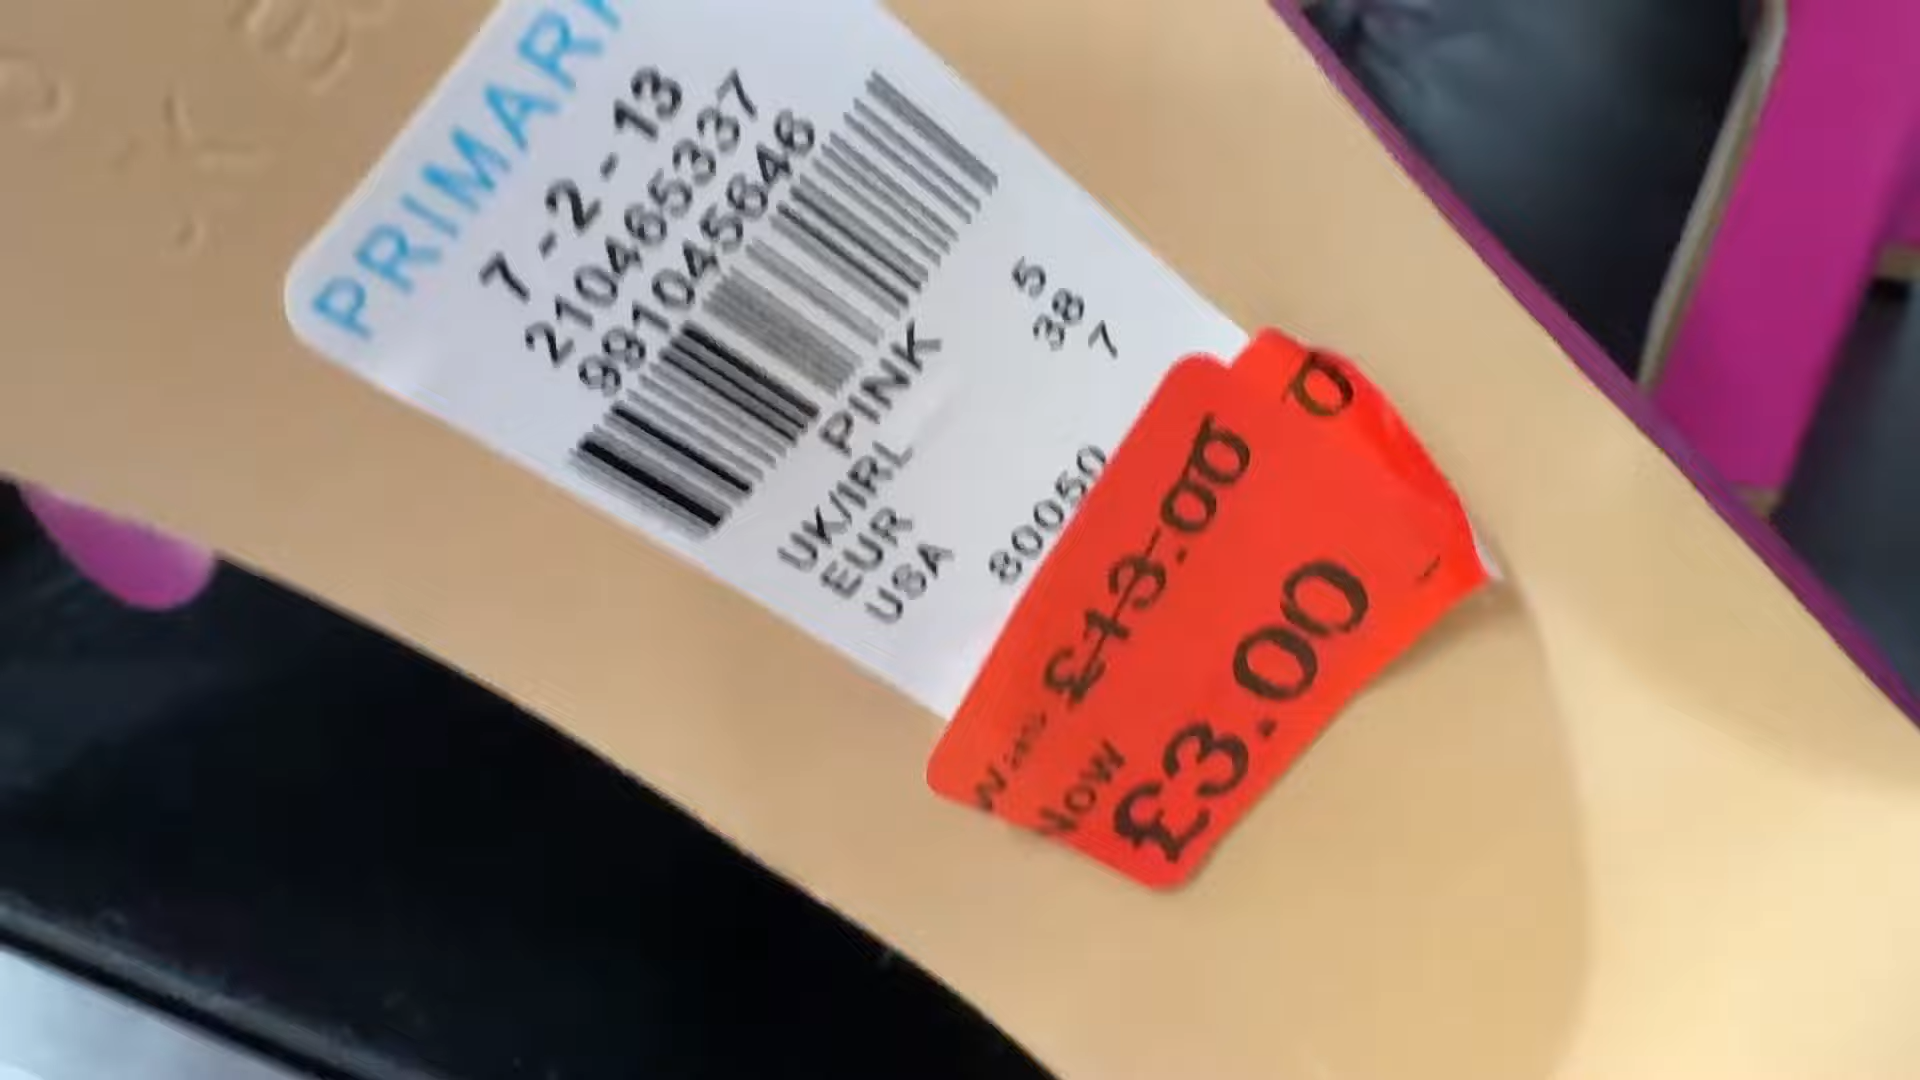 PRIMARK
7-2-13
210465337
991045646
PINK
UK/IRL 5
EUR 38
USA 7
80050
Was £13.00
Now
£3.00